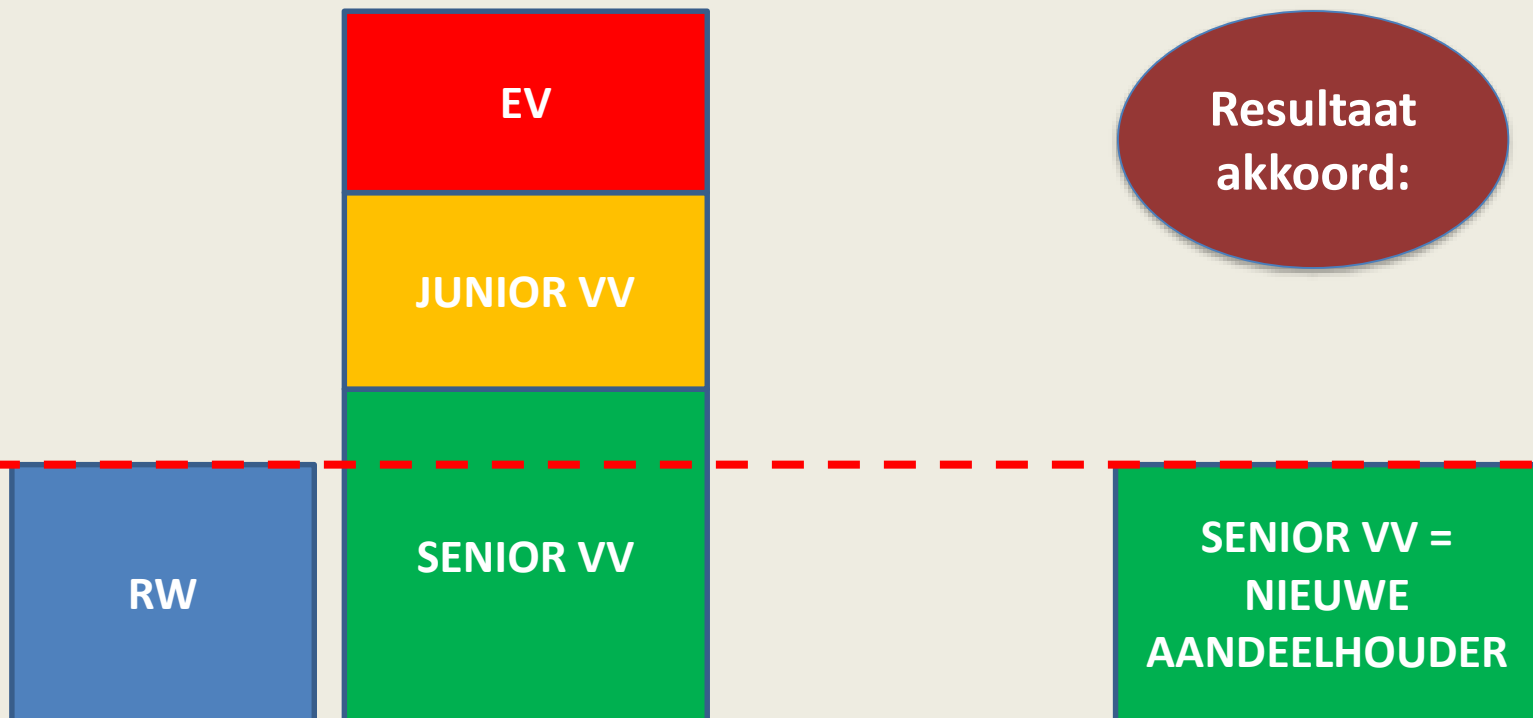 EV
JUNIOR VV
SENIOR VV
RW
Resultaat
akkoord:
SENIOR VV =
NIEUWE
AANDEELHOUDER